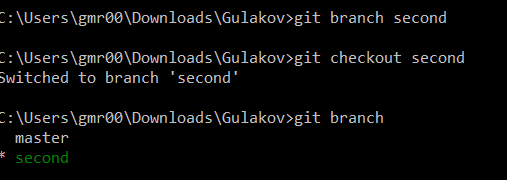 C:\Users\gmr00\Downloads\Gulakov>git branch second
C:\Users\gmr00\Downloads\Gulakov>git checkout second
Switched to branch 'second'
C:\Users\gmr00\Downloads\Gulakov>git branch
  master
* second